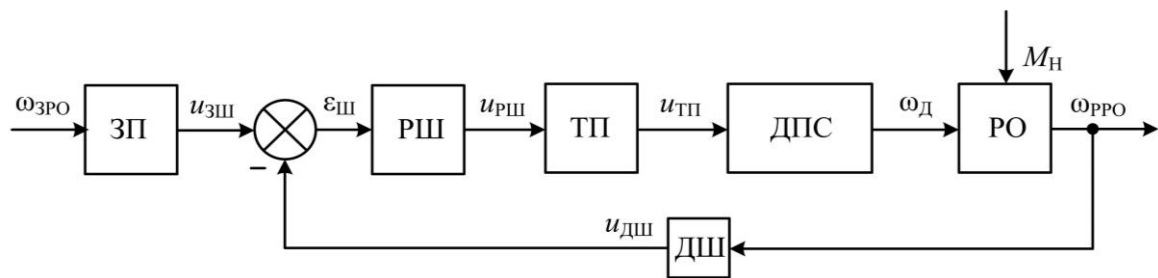 M_Н
ω_ЗРО
u_ЗШ
ε_Ш
u_РШ
u_ТП
ω_Д
ω_РРО
ЗП
РШ
ТП
ДПС
РО
−
u_ДШ
ДШ